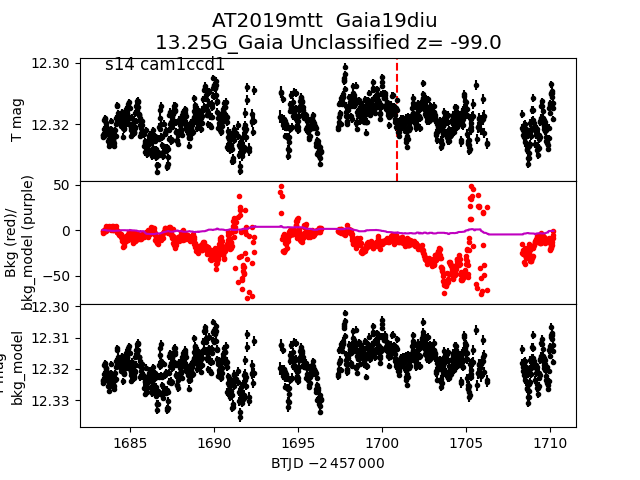 AT2019mtt  Gaia19diu
13.25G_Gaia Unclassified z= -99.0
s14 cam1ccd1
12.30
12.32
T mag
50
0
−50
Bkg (red)/
bkg_model (purple)
12.30
12.31
12.32
12.33
mag
bkg_model
1685 1690 1695 1700 1705 1710
BTJD −2 457 000